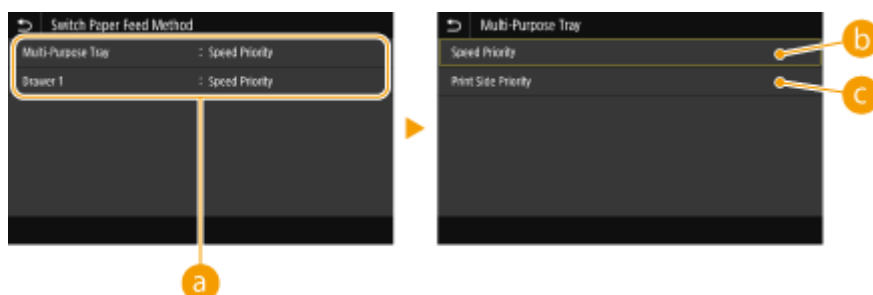 Switch Paper Feed Method
Multi-Purpose Tray : Speed Priority
Drawer 1 : Speed Priority
a
Multi-Purpose Tray
Speed Priority
b
Print Side Priority
c